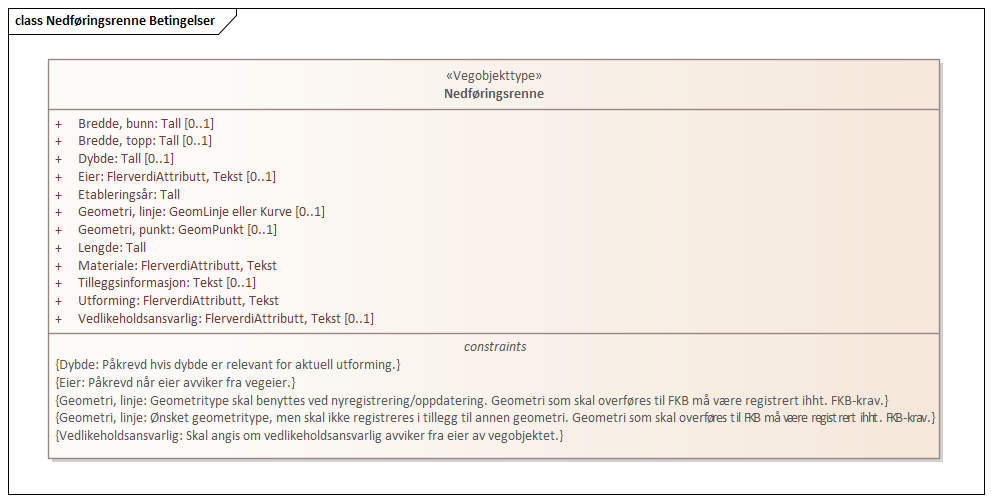 class Nedføringsrenne Betingelser
«Vegobjekttype»
Nedføringsrenne
+ Bredde, bunn: Tall [0..1]
+ Bredde, topp: Tall [0..1]
+ Dybde: Tall [0..1]
+ Eier: FlerverdiAttributt, Tekst [0..1]
+ Etableringsår: Tall
+ Geometri, linje: GeomLinje eller Kurve [0..1]
+ Geometri, punkt: GeomPunkt [0..1]
+ Lengde: Tall
+ Materiale: FlerverdiAttributt, Tekst
+ Tilleggsinformasjon: Tekst [0..1]
+ Utforming: FlerverdiAttributt, Tekst
+ Vedlikeholdsansvarlig: FlerverdiAttributt, Tekst [0..1]
constraints
{Dybde: Påkrevd hvis dybde er relevant for aktuell utforming.}
{Eier: Påkrevd når eier avviker fra vegeier.}
{Geometri, linje: Geometritype skal benyttes ved nyregistrering/oppdatering. Geometri som skal overføres til FKB må være registrert ihht. FKB-krav.}
{Geometri, linje: Ønsket geometritype, men skal ikke registreres i tillegg til annen geometri. Geometri som skal overføres til FKB må være registrert ihht. FKB-krav.}
{Vedlikeholdsansvarlig: Skal angis om vedlikeholdsansvarlig avviker fra eier av vegobjektet.}